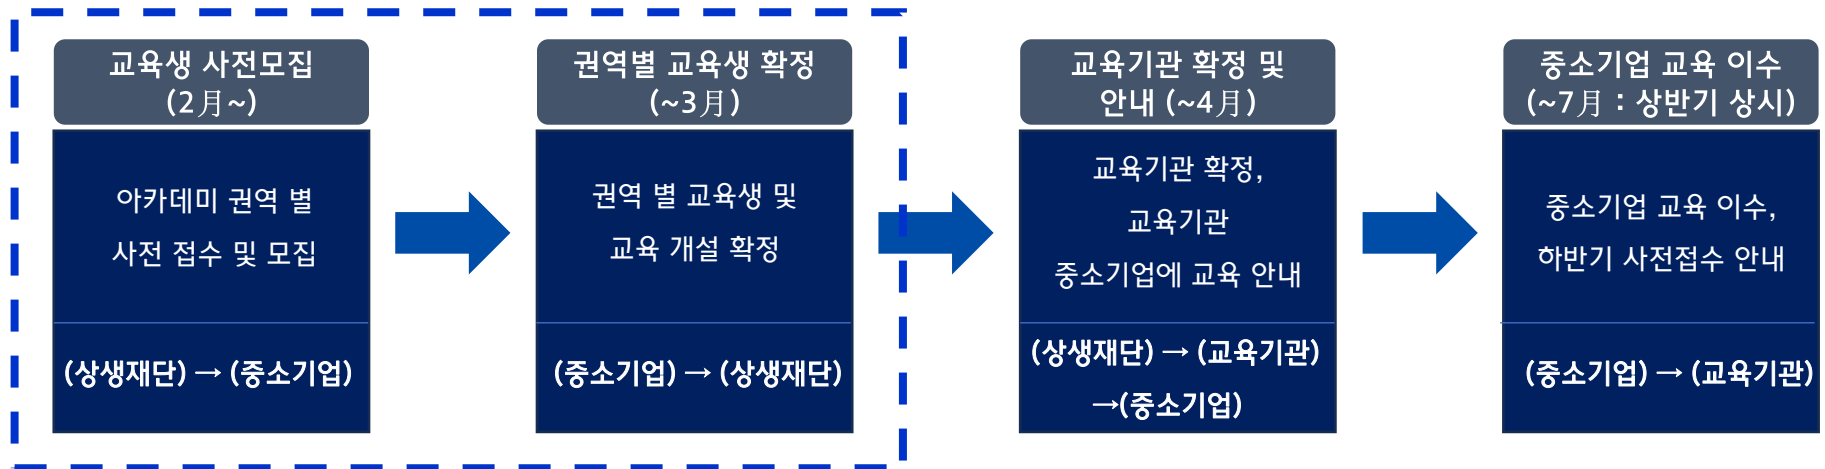 교육생 사전모집
(2月~)
아카데미 권역 별
사전 접수 및 모집
(상생재단) → (중소기업)
권역별 교육생 확정
(~3月)
권역 별 교육생 및
교육 개설 확정
(중소기업) → (상생재단)
교육기관 확정 및
안내 (~4月)
교육기관 확정,
교육기관
중소기업에 교육 안내
(상생재단) → (교육기관)
→(중소기업)
중소기업 교육 이수
(~7月 : 상반기 상시)
중소기업 교육 이수,
하반기 사전접수 안내
(중소기업) → (교육기관)